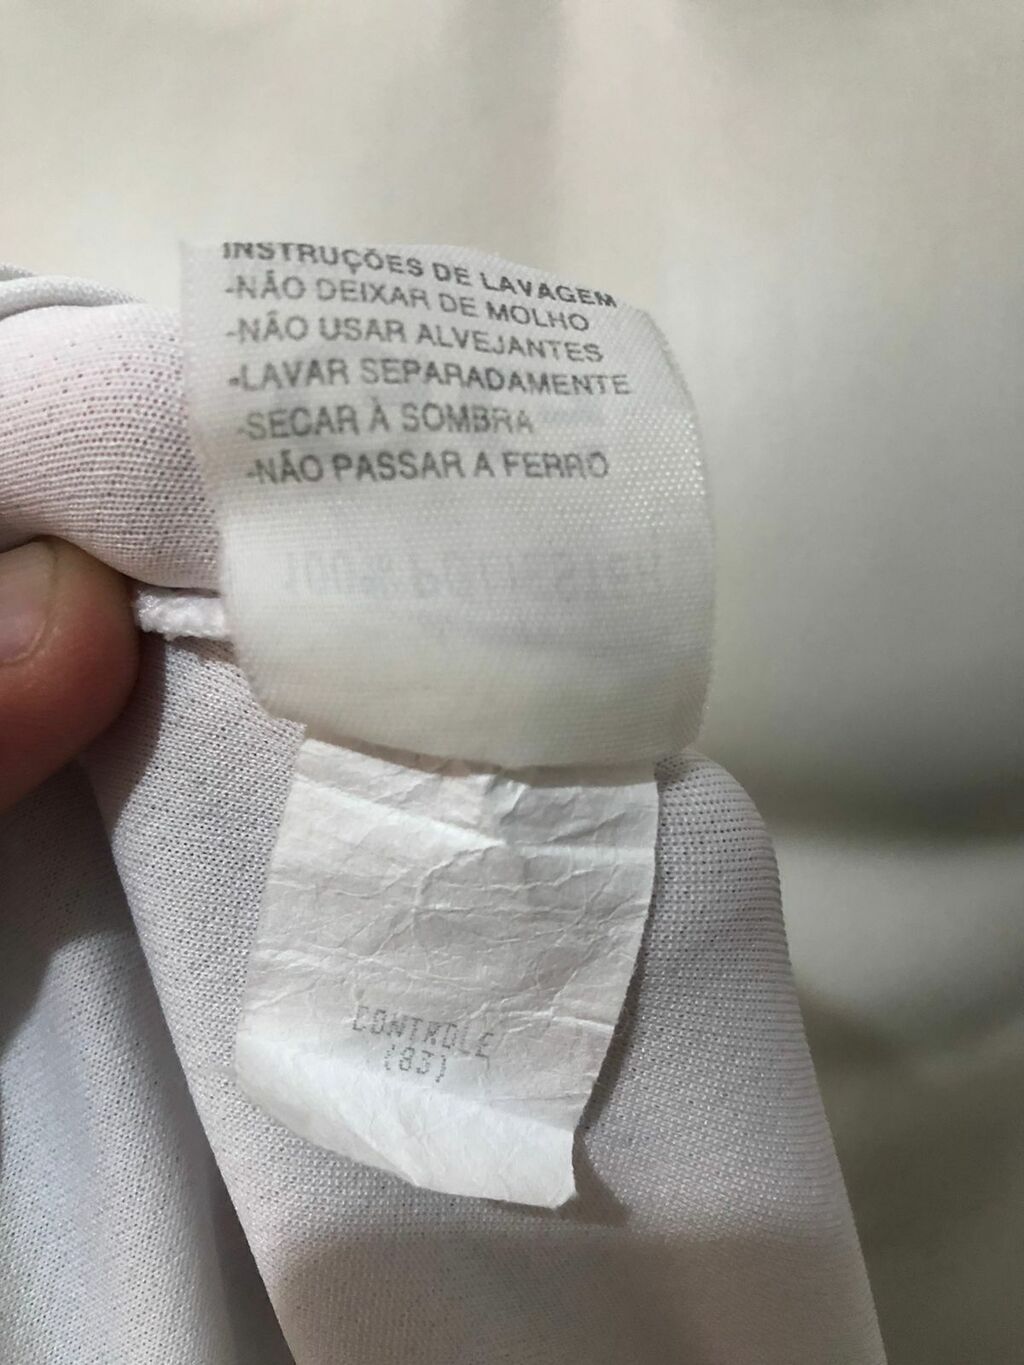 INSTRUÇÕES DE LAVAGEM
-NÃO DEIXAR DE MOLHO
-NÃO USAR ALVEJANTES
-LAVAR SEPARADAMENTE
-SECAR À SOMBRA
-NÃO PASSAR A FERRO
CONTROLE
(83)